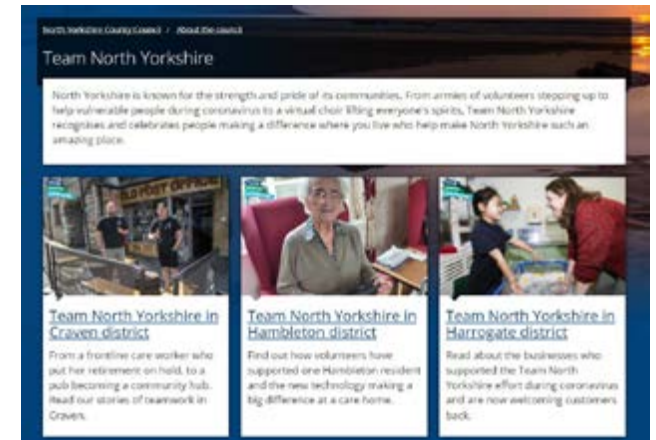 North Yorkshire County Council / About the council
Team North Yorkshire
North Yorkshire is known for the strength and pride of its communities. From armies of volunteers stepping up to
help vulnerable people during coronavirus to a virtual choir lifting everyone's spirits, Team North Yorkshire
recognises and celebrates people making a difference where you live who help make North Yorkshire such an
amazing place.
OLD POST OFFICE
Team North Yorkshire in
Craven district
From a frontline care worker who
put her retirement on hold, to a
pub becoming a community hub.
Read our stories of teamwork in
Craven.
Team North Yorkshire in
Hambleton district
Find out how volunteers have
supported one Hambleton resident
and the new technology making a
big difference at a care home.
Team North Yorkshire in
Harrogate district
Read about the businesses who
supported the Team North
Yorkshire effort during coronavirus
and are now welcoming customers
back.